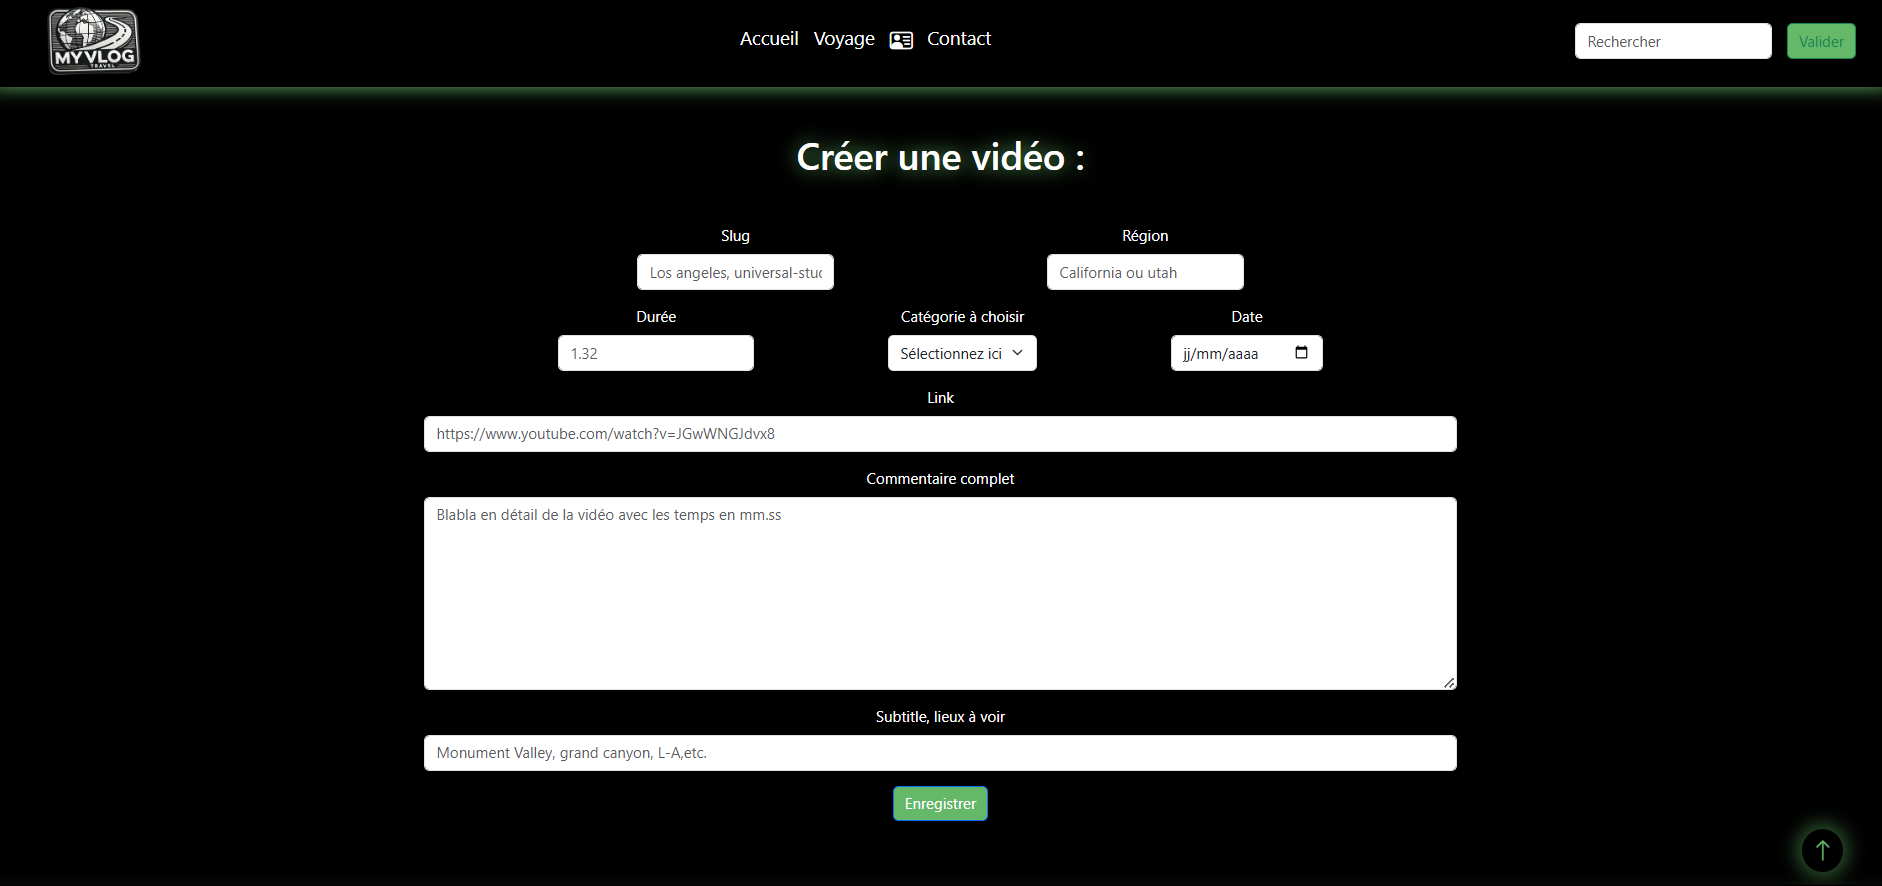 MYVLOG
TRAVEL
Accueil Voyage Contact
Rechercher
Valider
Créer une vidéo :
Slug Région
Los angeles, universal-stu California ou utah
Durée Catégorie à choisir Date
1.32 Sélectionnez ici jj/mm/aaaa
Link
https://www.youtube.com/watch?v=JGwWNGJdvx8
Commentaire complet
Blabla en détail de la vidéo avec les temps en mm.ss
Subtitle, lieux à voir
Monument Valley, grand canyon, L-A,etc.
Enregistrer